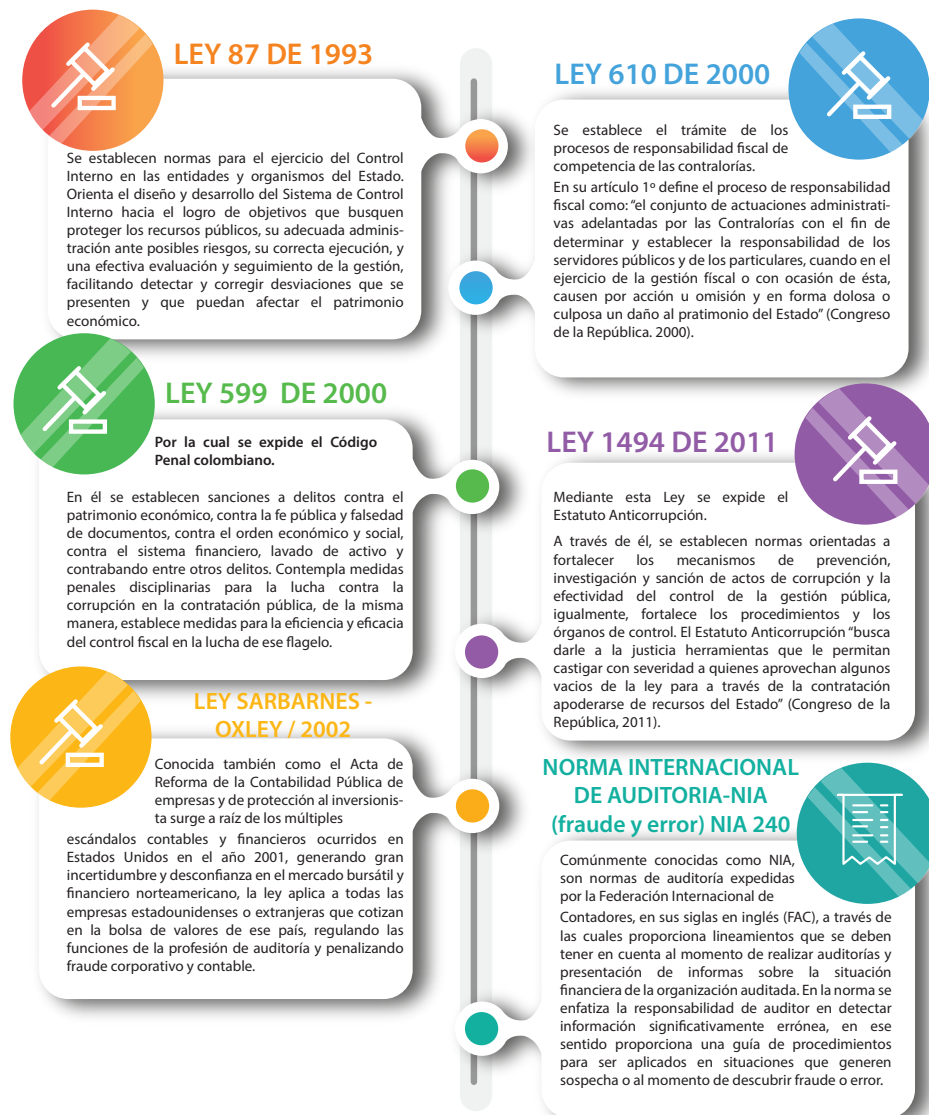 LEY 87 DE 1993
Se establecen normas para el ejercicio del Control
Interno en las entidades y organismos del Estado.
Orienta el diseño y desarrollo del Sistema de Control
Interno hacia el logro de objetivos que busquen
proteger los recursos públicos, su adecuada adminis-
tración ante posibles riesgos, su correcta ejecución, y
una efectiva evaluación y seguimiento de la gestión,
facilitando detectar y corregir desviaciones que se
presenten y que puedan afectar el patrimonio
económico.
LEY 610 DE 2000
Se establece el trámite de los
procesos de responsabilidad fiscal de
competencia de las contralorías.
En su artículo 1º define el proceso de responsabilidad
fiscal como: "el conjunto de actuaciones administrati-
vas adelantadas por las Contralorías con el fin de
determinar y establecer la responsabilidad de los
servidores públicos y de los particulares, cuando en el
ejercicio de la gestión fiscal o con ocasión de ésta,
causen por acción u omisión y en forma dolosa o
culposa un daño al pratimonio del Estado" (Congreso
de la República. 2000).
LEY 599 DE 2000
Por la cual se expide el Código
Penal colombiano.
En él se establecen sanciones a delitos contra el
patrimonio económico, contra la fe pública y falsedad
de documentos, contra el orden económico y social,
contra el sistema financiero, lavado de activo y
contrabando entre otros delitos. Contempla medidas
penales disciplinarias para la lucha contra la
corrupción en la contratación pública, de la misma
manera, establece medidas para la eficiencia y eficacia
del control fiscal en la lucha de ese flagelo.
LEY 1494 DE 2011
Mediante esta Ley se expide el
Estatuto Anticorrupción.
A través de él, se establecen normas orientadas a
fortalecer los mecanismos de prevención,
investigación y sanción de actos de corrupción y la
efectividad del control de la gestión pública,
igualmente, fortalece los procedimientos y los
órganos de control. El Estatuto Anticorrupción "busca
darle a la justicia herramientas que le permitan
castigar con severidad a quienes aprovechan algunos
vacios de la ley para a través de la contratación
apoderarse de recursos del Estado" (Congreso de la
República, 2011).
LEY SARBARNES -
OXLEY / 2002
Conocida también como el Acta de
Reforma de la Contabilidad Pública de
empresas y de protección al inversionis-
ta surge a raíz de los múltiples
escándalos contables y financieros ocurridos en
Estados Unidos en el año 2001, generando gran
incertidumbre y desconfianza en el mercado bursátil y
financiero norteamericano, la ley aplica a todas las
empresas estadounidenses o extranjeras que cotizan
en la bolsa de valores de ese país, regulando las
funciones de la profesión de auditoría y penalizando
fraude corporativo y contable.
NORMA INTERNACIONAL
DE AUDITORIA-NIA
(fraude y error) NIA 240
Comúnmente conocidas como NIA,
son normas de auditoría expedidas
por la Federación Internacional de
Contadores, en sus siglas en inglés (FAC), a través de
las cuales proporciona lineamientos que se deben
tener en cuenta al momento de realizar auditorías y
presentación de informas sobre la situación
financiera de la organización auditada. En la norma se
enfatiza la responsabilidad de auditor en detectar
información significativamente errónea, en ese
sentido proporciona una guía de procedimientos
para ser aplicados en situaciones que generen
sospecha o al momento de descubrir fraude o error.